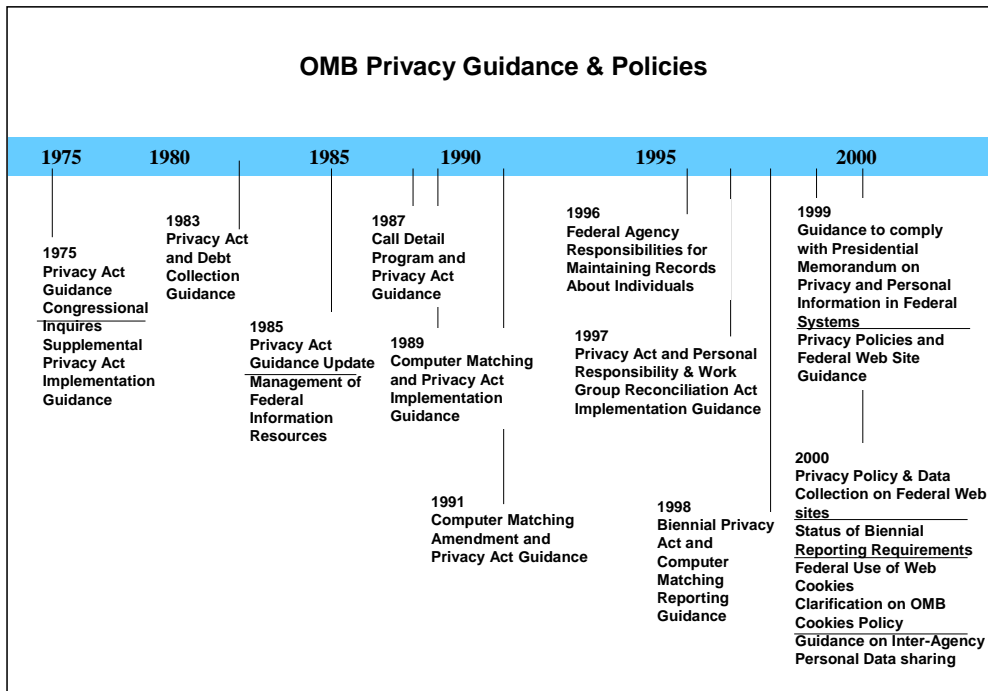 OMB Privacy Guidance & Policies
1975 1980 1985 1990 1995 2000
1975
Privacy Act
Guidance
Congressional
Inquires
Supplemental
Privacy Act
Implementation
Guidance
1983
Privacy Act
and Debt
Collection
Guidance
1985
Privacy Act
Guidance Update
Management of
Federal
Information
Resources
1987
Call Detail
Program and
Privacy Act
Guidance
1989
Computer Matching
and Privacy Act
Implementation
Guidance
1991
Computer Matching
Amendment and
Privacy Act Guidance
1996
Federal Agency
Responsibilities for
Maintaining Records
About Individuals
1997
Privacy Act and Personal
Responsibility & Work
Group Reconciliation Act
Implementation Guidance
1998
Biennial Privacy
Act and
Computer
Matching
Reporting
Guidance
1999
Guidance to comply
with Presidential
Memorandum on
Privacy and Personal
Information in Federal
Systems
Privacy Policies and
Federal Web Site
Guidance
2000
Privacy Policy & Data
Collection on Federal Web
sites
Status of Biennial
Reporting Requirements
Federal Use of Web
Cookies
Clarification on OMB
Cookies Policy
Guidance on Inter-Agency
Personal Data sharing